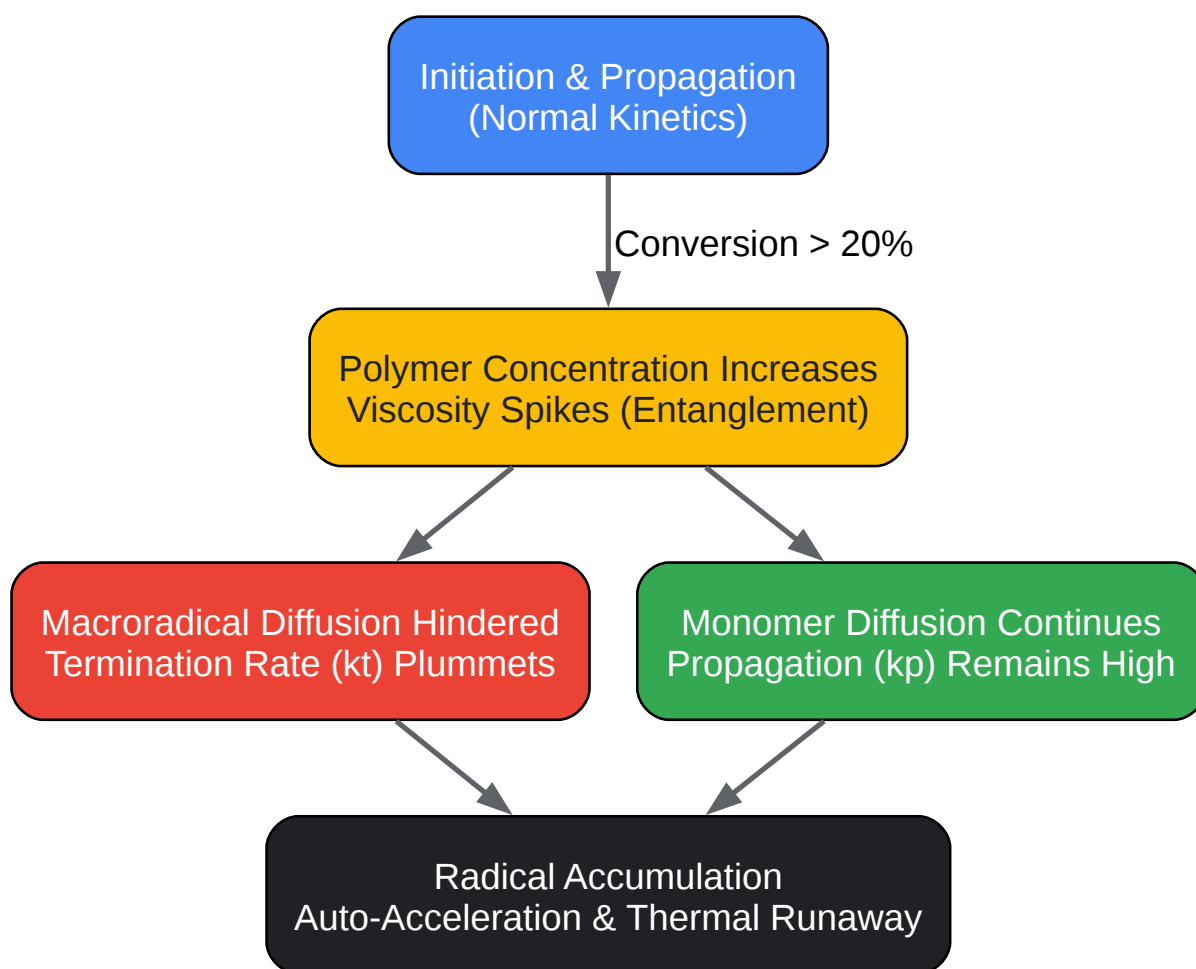 Initiation & Propagation
(Normal Kinetics)
Conversion > 20%
Polymer Concentration Increases
Viscosity Spikes (Entanglement)
Macroradical Diffusion Hindered
Termination Rate (kt) Plummets
Monomer Diffusion Continues
Propagation (kp) Remains High
Radical Accumulation
Auto-Acceleration & Thermal Runaway